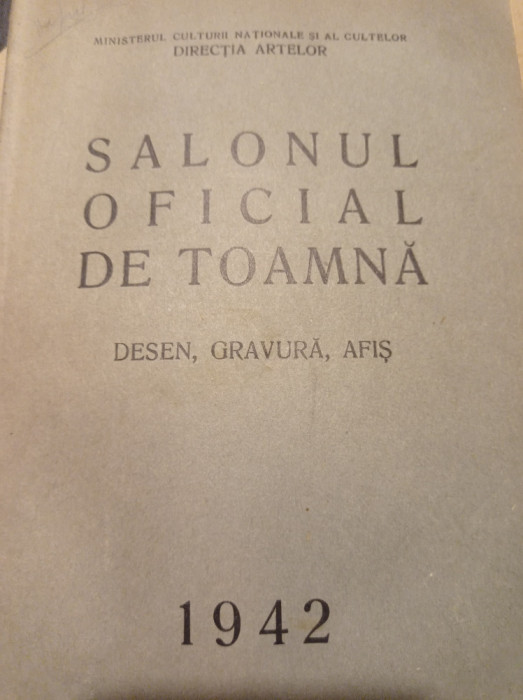 MINISTERUL CULTURII NAȚIONALE ȘI AL CULTELOR
DIRECȚIA ARTELOR
SALONUL
OFICIAL
DE TOAMNĂ
DESEN, GRAVURĂ, AFIȘ
1942